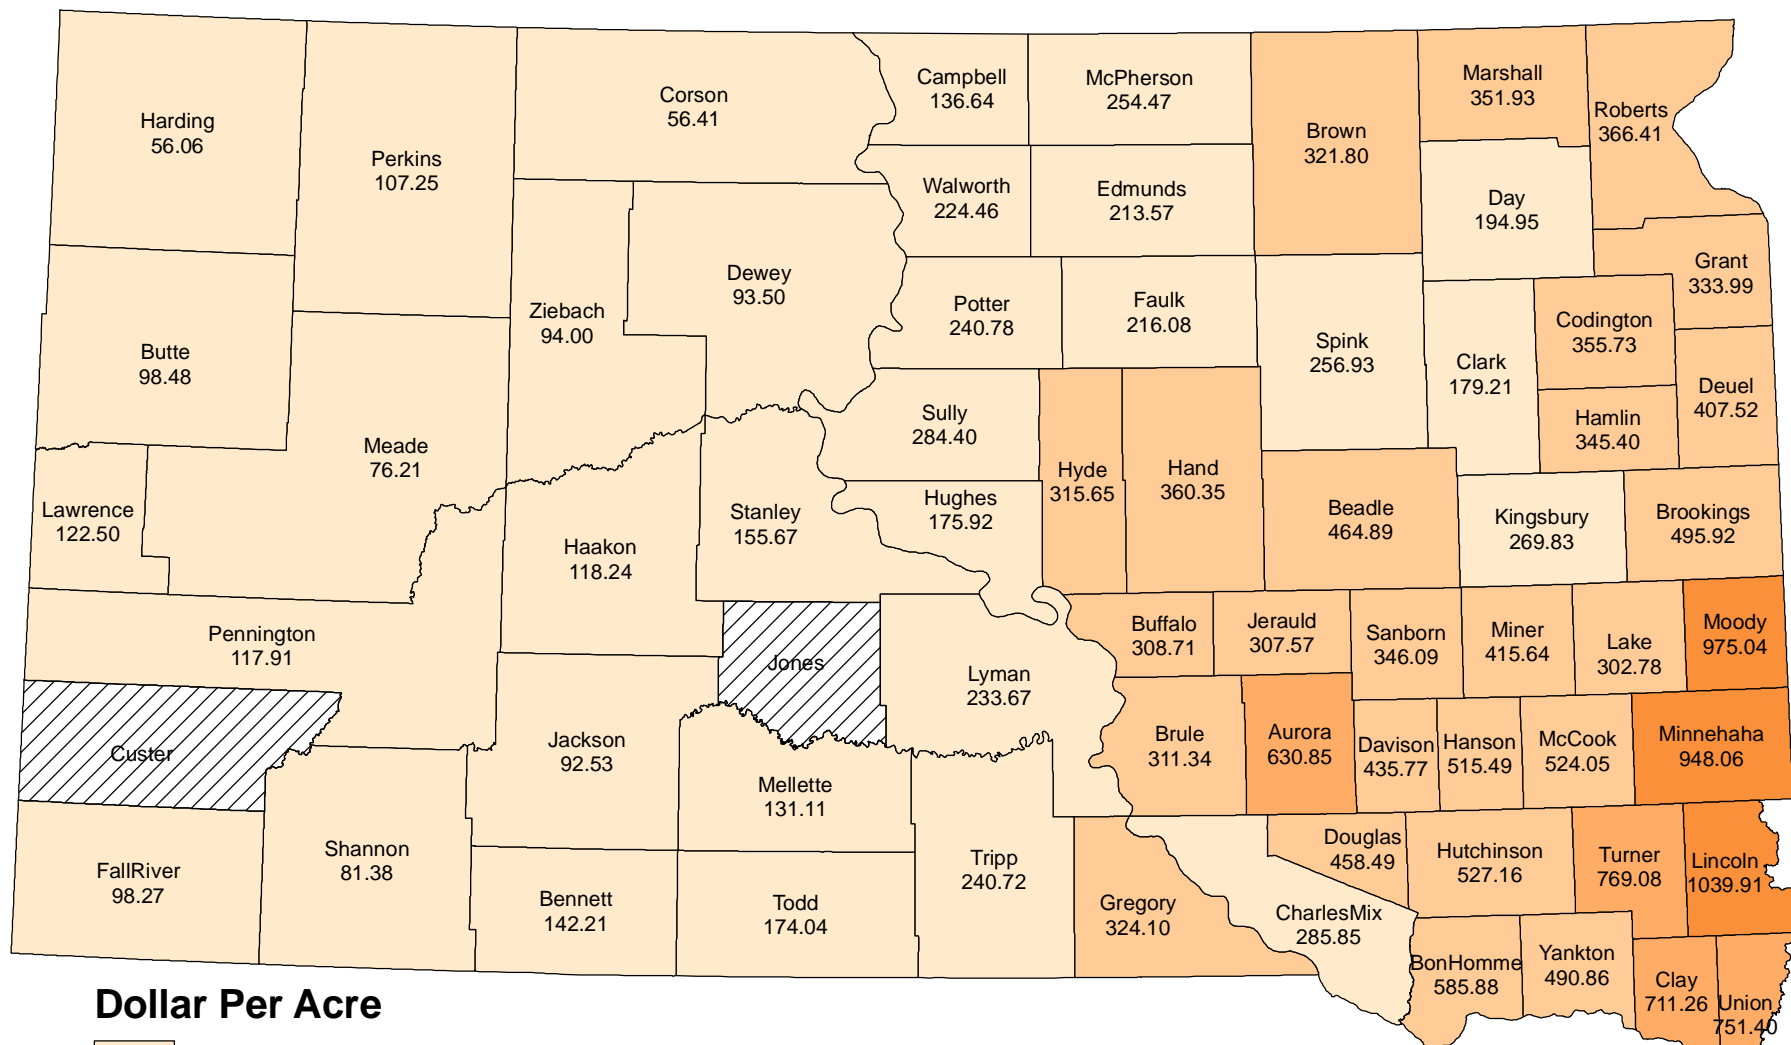 Harding
56.06
Perkins
107.25
Corson
56.41
Campbell
136.64
McPherson
254.47
Brown
321.80
Marshall
351.93
Roberts
366.41
Walworth
224.46
Edmunds
213.57
Day
194.95
Butte
98.48
Ziebach
94.00
Dewey
93.50
Potter
240.78
Faulk
216.08
Spink
256.93
Clark
179.21
Codington
355.73
Grant
333.99
Deuel
407.52
Hamlin
345.40
Meade
76.21
Sully
284.40
Hyde
315.65
Hand
360.35
Lawrence
122.50
Haakon
118.24
Stanley
155.67
Hughes
175.92
Beadle
464.89
Kingsbury
269.83
Brookings
495.92
Pennington
117.91
Jones
Lyman
233.67
Buffalo
308.71
Jerauld
307.57
Sanborn
346.09
Miner
415.64
Lake
302.78
Moody
975.04
Custer
Jackson
92.53
Mellette
131.11
Brule
311.34
Aurora
630.85
Davison
435.77
Hanson
515.49
McCook
524.05
Minnehaha
948.06
FallRiver
98.27
Shannon
81.38
Bennett
142.21
Todd
174.04
Tripp
240.72
Gregory
324.10
CharlesMix
285.85
Douglas
458.49
Hutchinson
527.16
Turner
769.08
Lincoln
1039.91
BonHomme
585.88
Yankton
490.86
Clay
711.26
Union
751.40
Dollar Per Acre